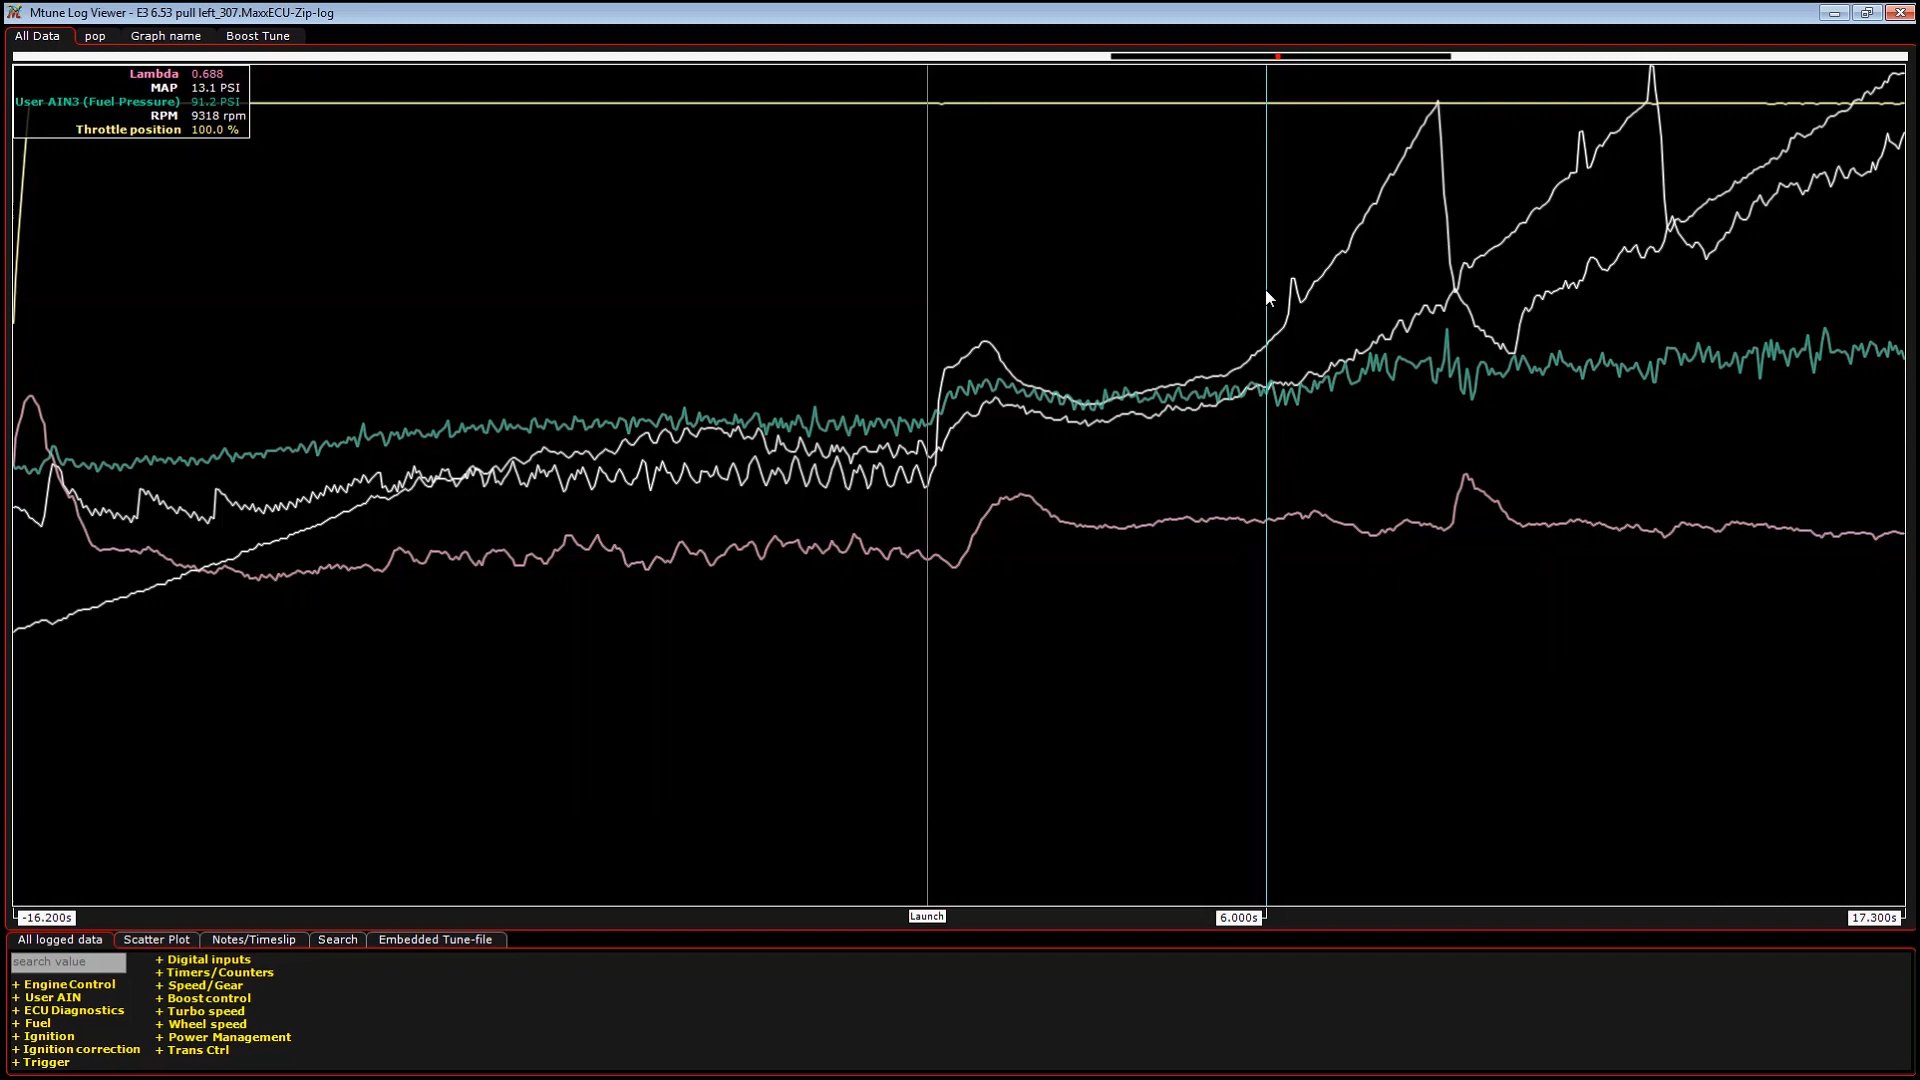 Mtune Log Viewer - E3 6.53 pull left_307.MaxxECU-Zip-log
All Data pop Graph name Boost Tune
Lambda 0.688
MAP 13.1 PSI
User AIN3 (Fuel Pressure) 91.2 PSI
RPM 9318 rpm
Throttle position 100.0 %
-16.200s Launch 6.000s 17.300s
All logged data Scatter Plot Notes/Timeslip Search Embedded Tune-file
search value
+ Engine Control
+ User AIN
+ ECU Diagnostics
+ Fuel
+ Ignition
+ Ignition correction
+ Trigger
+ Digital inputs
+ Timers/Counters
+ Speed/Gear
+ Boost control
+ Turbo speed
+ Wheel speed
+ Power Management
+ Trans Ctrl